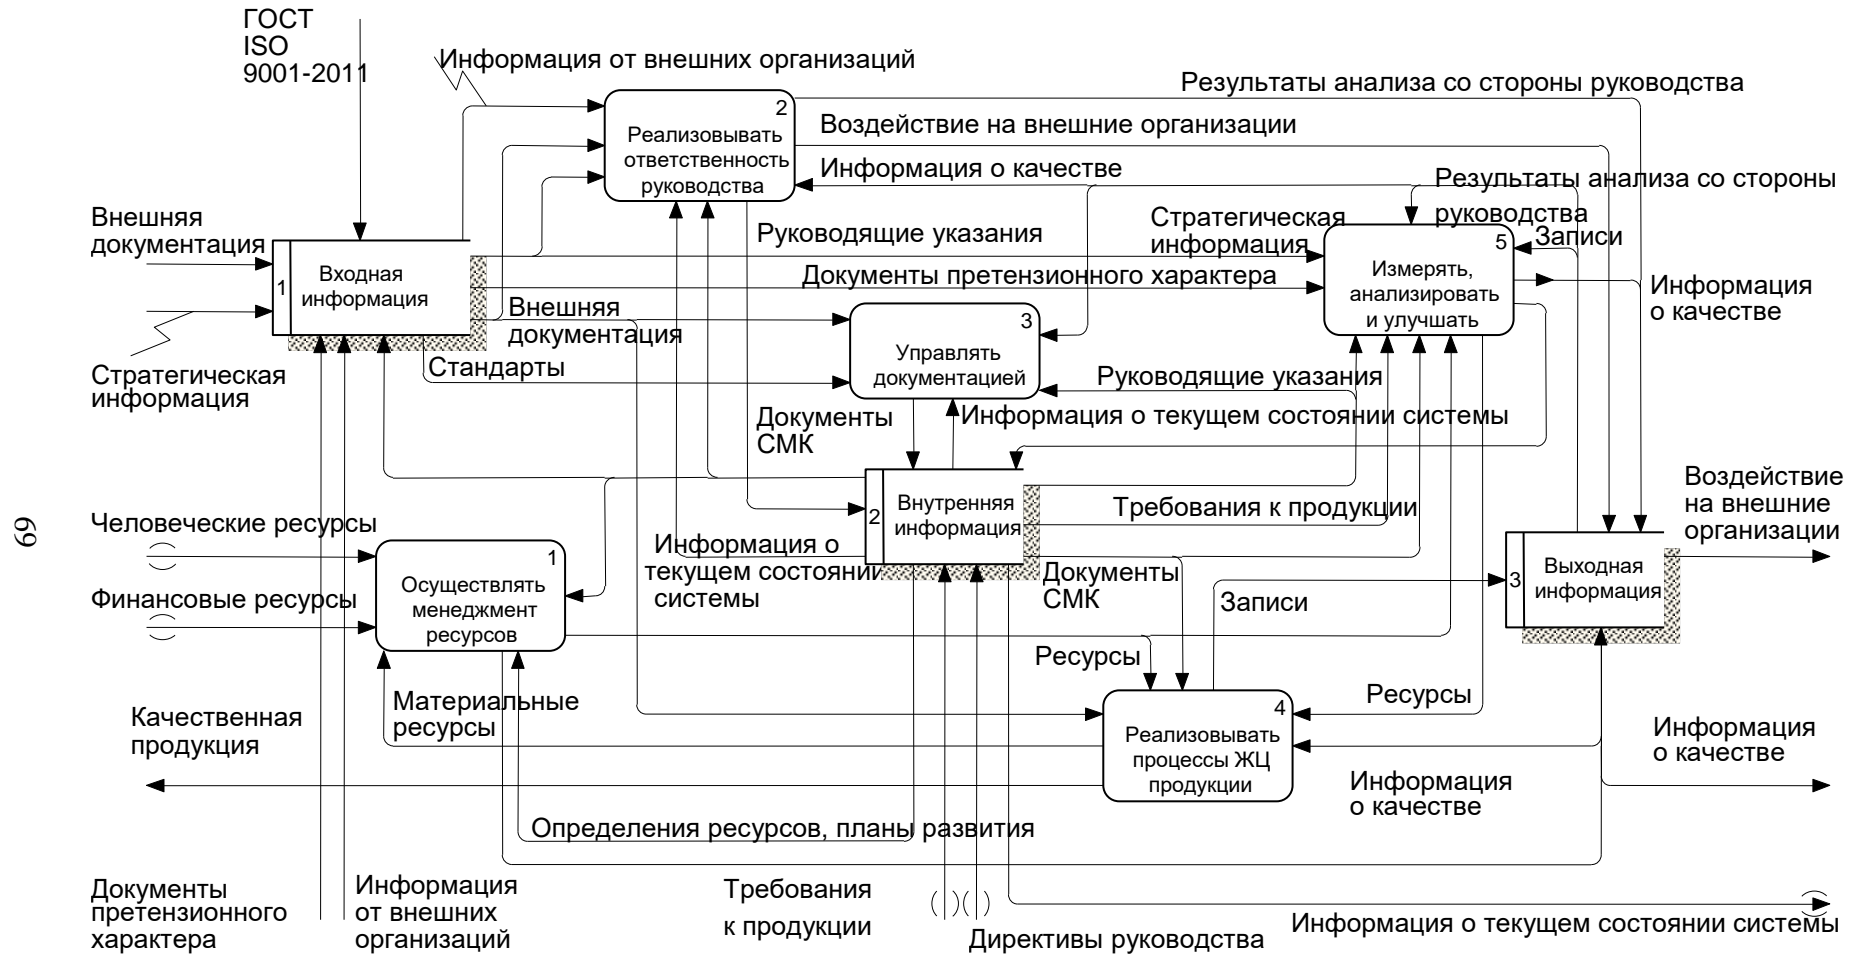 ГОСТ
ISO
9001-2011
Информация от внешних организаций
Результаты анализа со стороны руководства
2
Реализовывать
ответственность
руководства
Воздействие на внешние организации
Информация о качестве
Результаты анализа со стороны
руководства
Внешняя
документация
Руководящие указания
Стратегическая
информация
Записи
1
Входная
информация
Документы претензионного характера
5
Измерять,
анализировать
и улучшать
Информация
о качестве
Внешняя
документация
3
Управлять
документацией
Стратегическая
информация
Стандарты
Руководящие указания
Документы
СМК
Информация о текущем состоянии системы
2
Внутренняя
информация
Требования к продукции
Воздействие
на внешние
организации
69
Человеческие ресурсы
Финансовые ресурсы
1
Осуществлять
менеджмент
ресурсов
Информация о
текущем состоянии
системы
Документы
СМК
Записи
3
Выходная
информация
Ресурсы
Ресурсы
Материальные
ресурсы
Качественная
продукция
4
Реализовывать
процессы ЖЦ
продукции
Информация
о качестве
Информация
о качестве
Определения ресурсов, планы развития
Документы
претензионного
характера
Информация
от внешних
организаций
Требования
к продукции
Директивы руководства
Информация о текущем состоянии системы